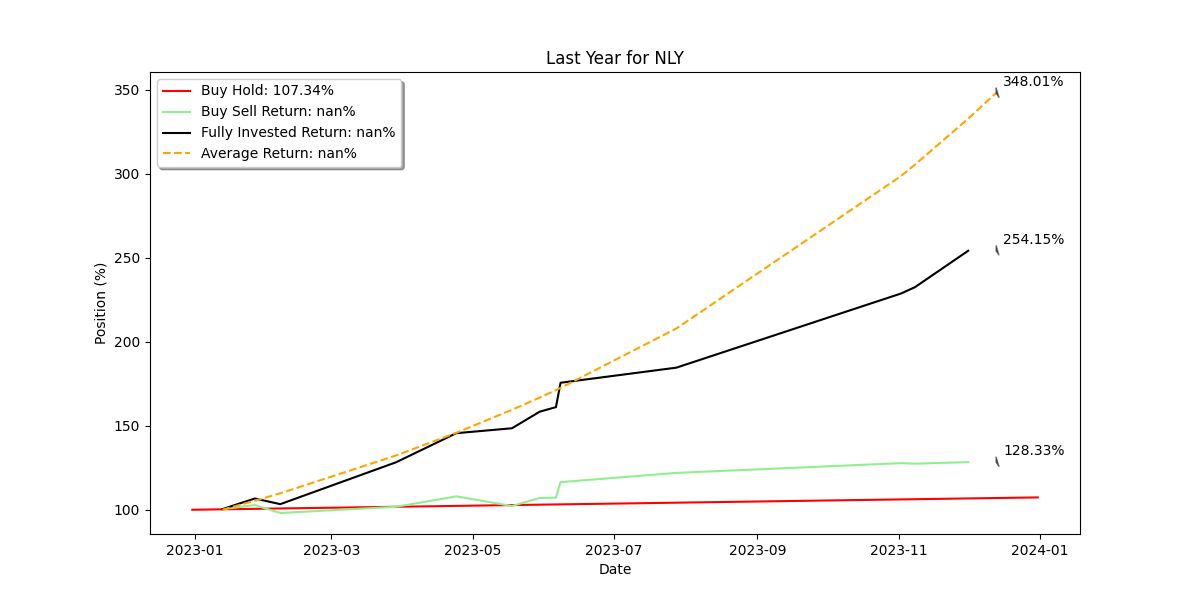 Last Year for NLY
348.01%
350
Buy Hold: 107.34%
Buy Sell Return: nan%
Fully Invested Return: nan%
Average Return: nan%
300
254.15%
250
Position (%)
200
150
128.33%
100
2023-01 2023-03 2023-05 2023-07 2023-09 2023-11 2024-01
Date